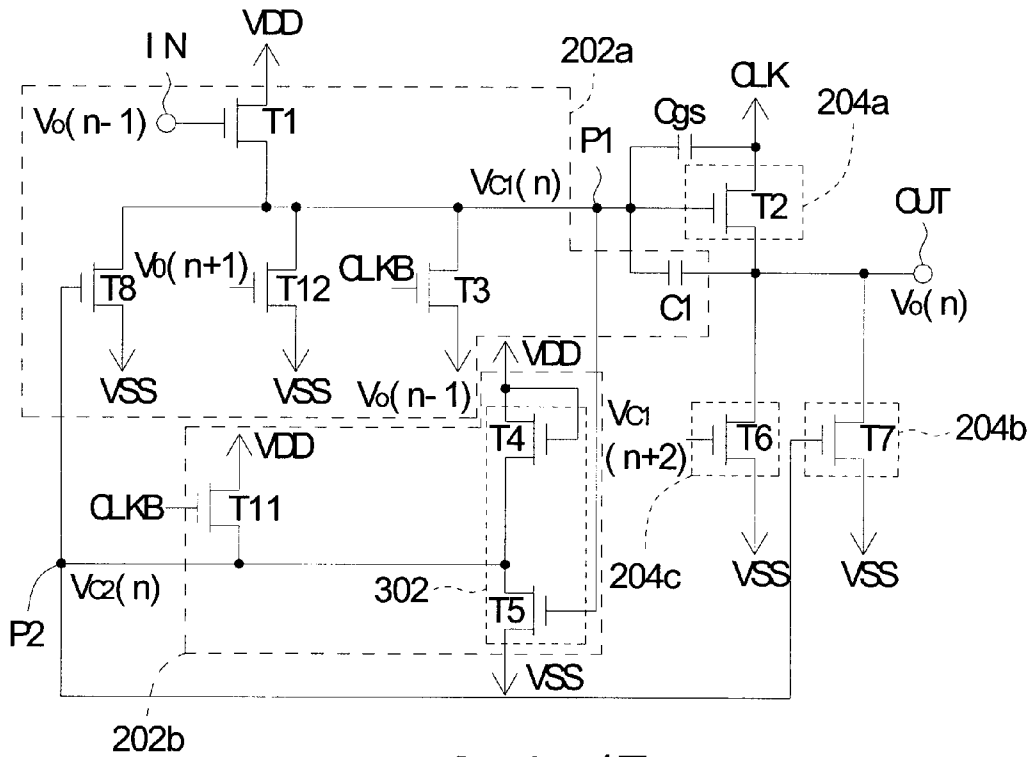 VDD
IN
202a
CLK
204a
Cgs
P1
Vo(n-1)
T1
VC1(n)
T2
OUT
Vo(n+1)
CLKB
T8
T12
T3
C1
Vo(n)
VSS
VSS
Vo(n-1)
VDD
VC1
(n+2)
T4
T6
T7
204b
VDD
CLKB
T11
VC2(n)
302
T5
204c
VSS
VSS
P2
VSS
202b